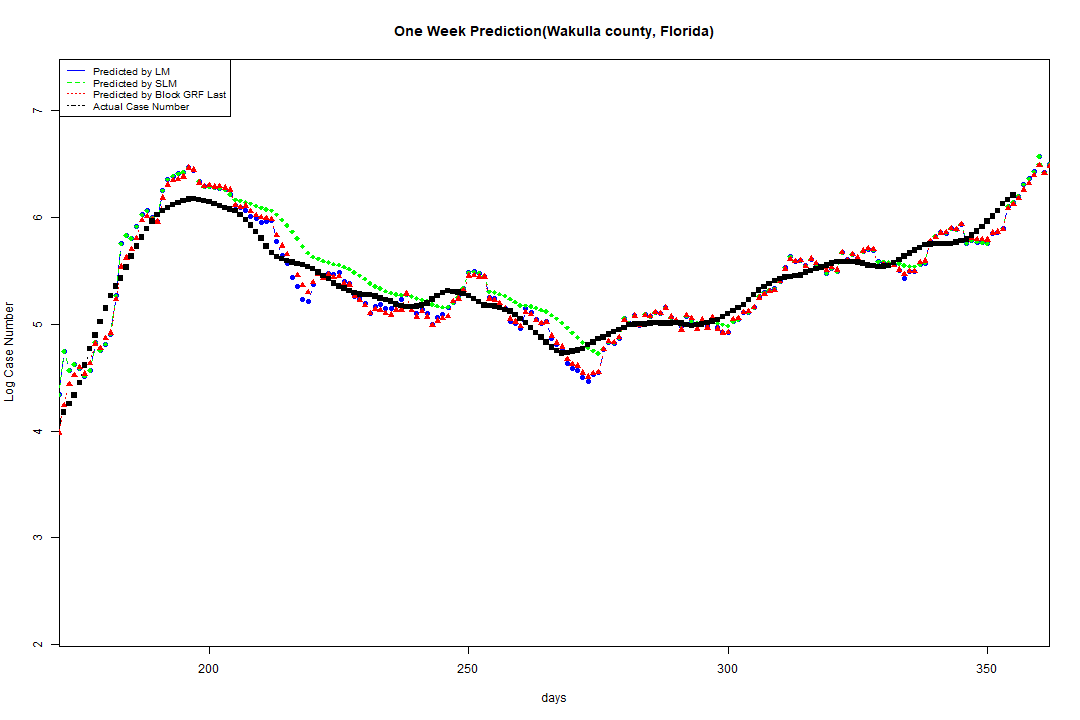 One Week Prediction(Wakulla county, Florida)
Predicted by LM
Predicted by SLM
Predicted by Block GRF Last
Actual Case Number
7
6
5
4
3
2
Log Case Number
200 250 300 350
days